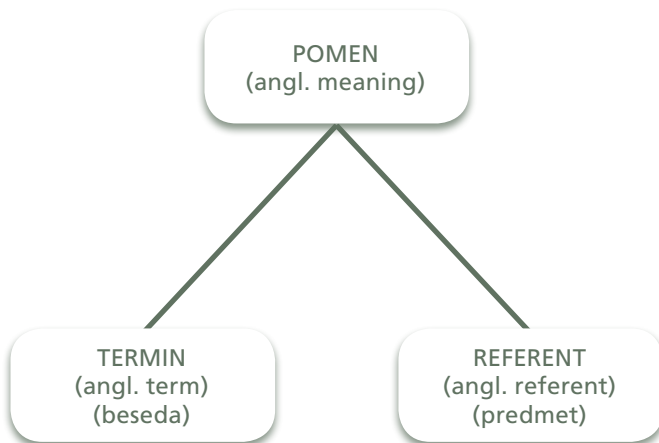 POMEN
(angl. meaning)
TERMIN
(angl. term)
(beseda)
REFERENT
(angl. referent)
(predmet)